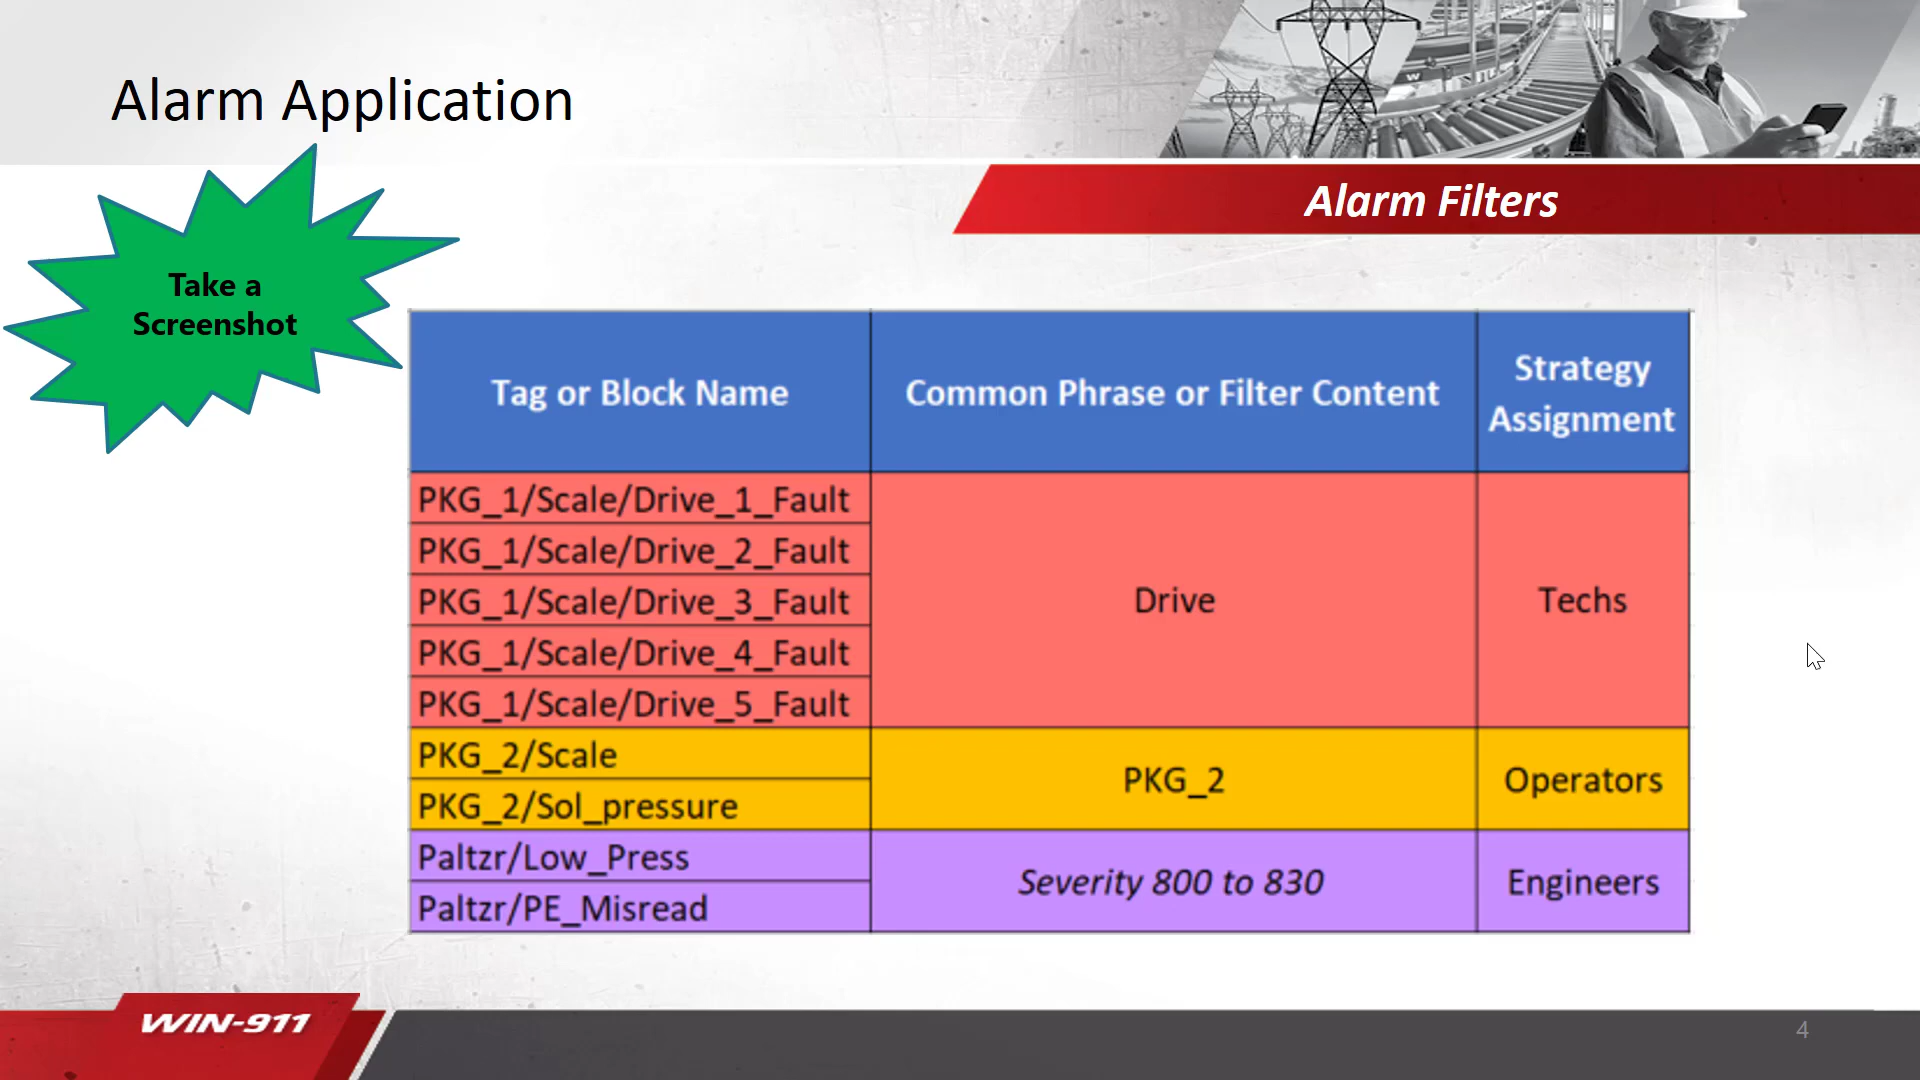 Alarm Application
Alarm Filters
Take a
Screenshot
Tag or Block Name
Common Phrase or Filter Content
Strategy
Assignment
PKG_1/Scale/Drive_1_Fault
PKG_1/Scale/Drive_2_Fault
PKG_1/Scale/Drive_3_Fault
PKG_1/Scale/Drive_4_Fault
PKG_1/Scale/Drive_5_Fault
Drive
Techs
PKG_2/Scale
PKG_2/Sol_pressure
PKG_2
Operators
Paltzr/Low_Press
Paltzr/PE_Misread
Severity 800 to 830
Engineers
WIN-911
4